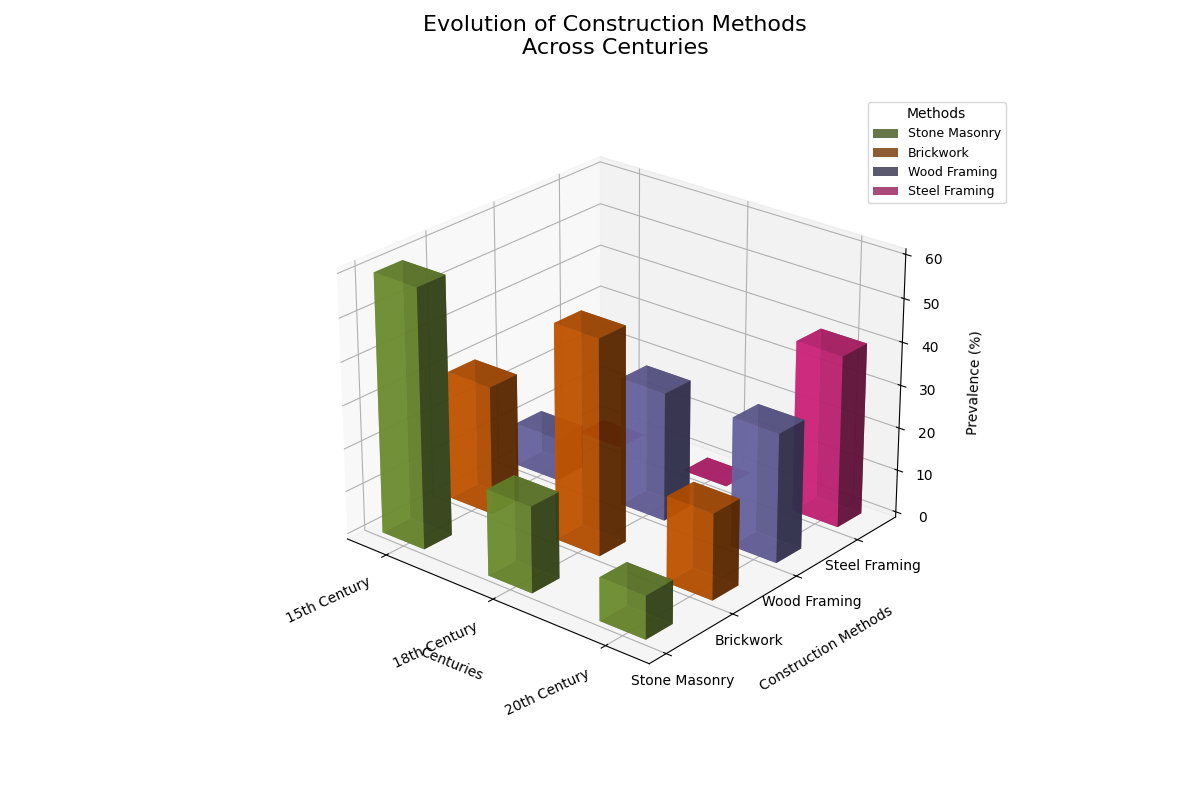 Evolution of Construction Methods
Across Centuries
Methods
Stone Masonry
Brickwork
Wood Framing
Steel Framing
60
50
40
30
20
10
0
Prevalence (%)
15th Century
18th Century
20th Century
Centuries
Stone Masonry
Brickwork
Wood Framing
Steel Framing
Construction Methods